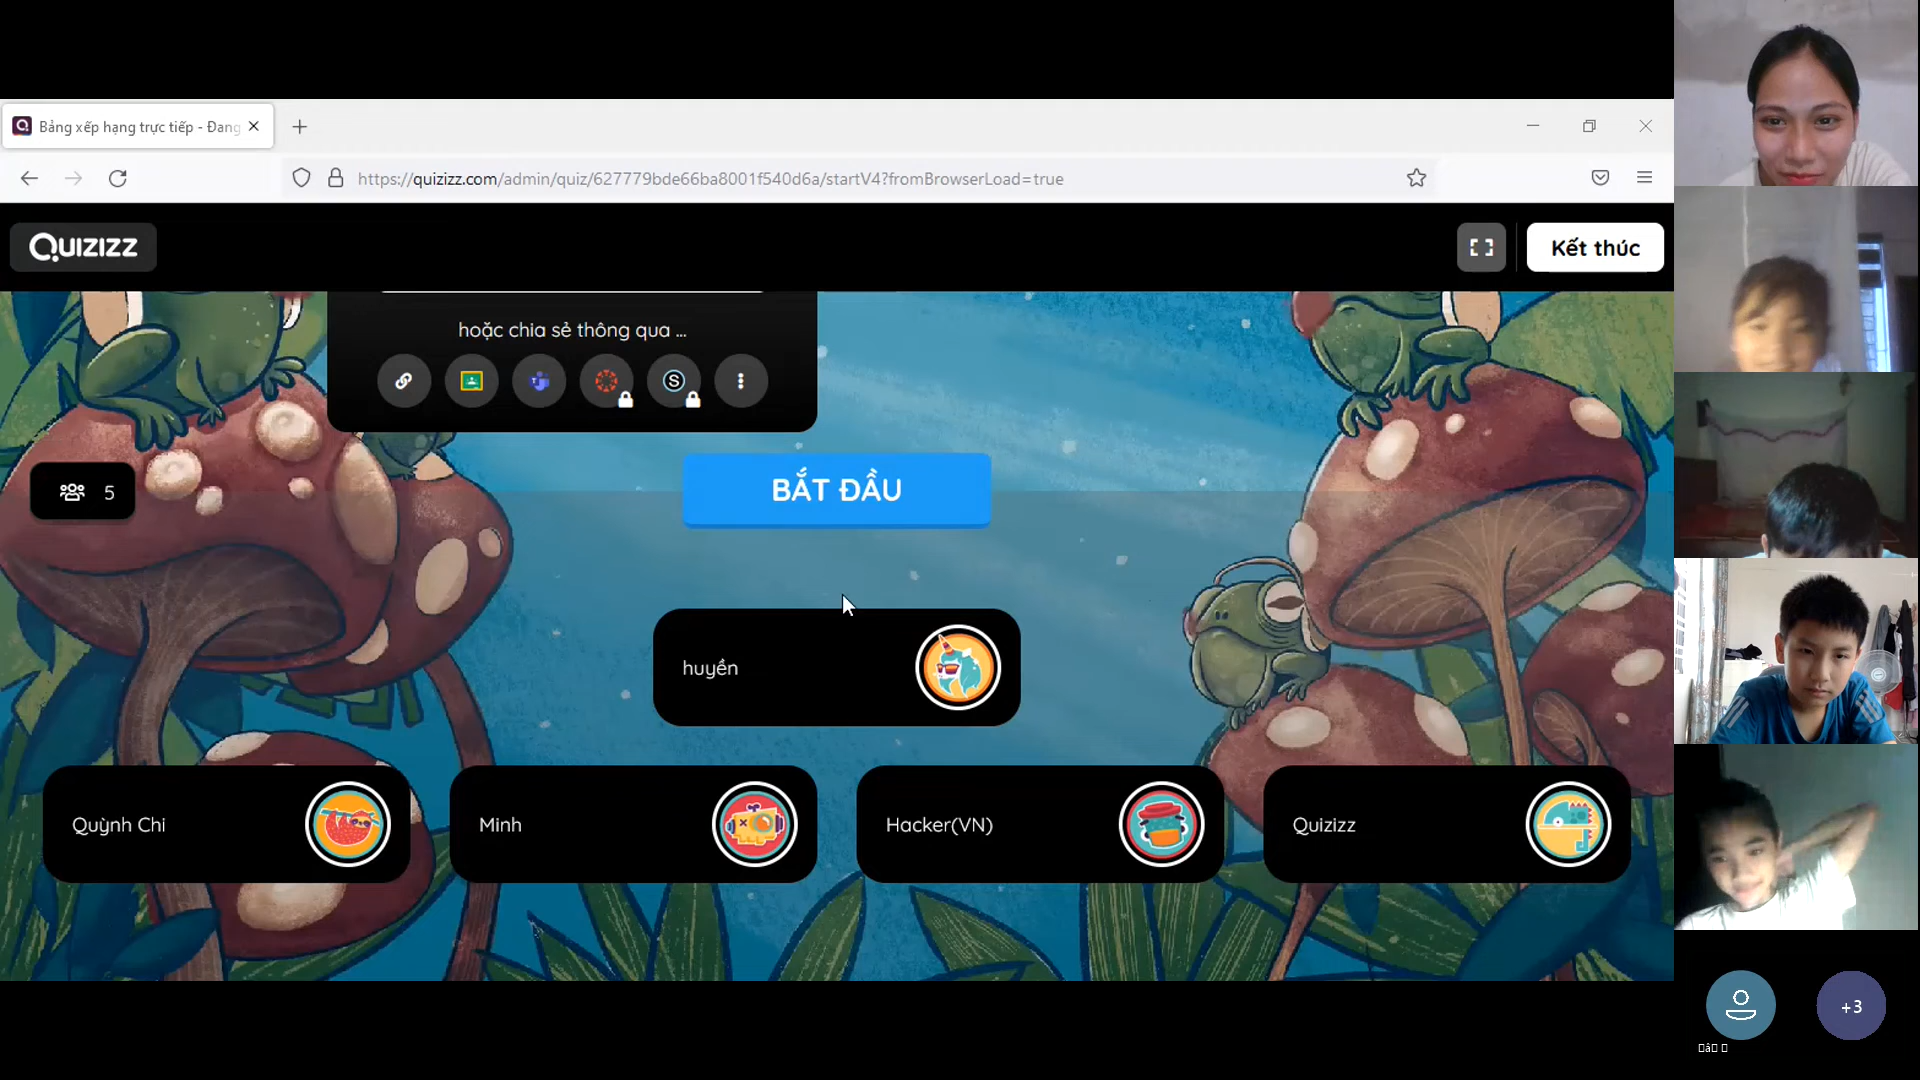 Bảng xếp hạng trực tiếp - Đang
https://quizizz.com/admin/quiz/627779bde66ba8001f540d6a/startV4?fromBrowserLoad=true
Quizizz
Kết thúc
hoặc chia sẻ thông qua ...
S
5
BẮT ĐẦU
huyền
Quỳnh Chi
Minh
Hacker(VN)
Quizizz
+3